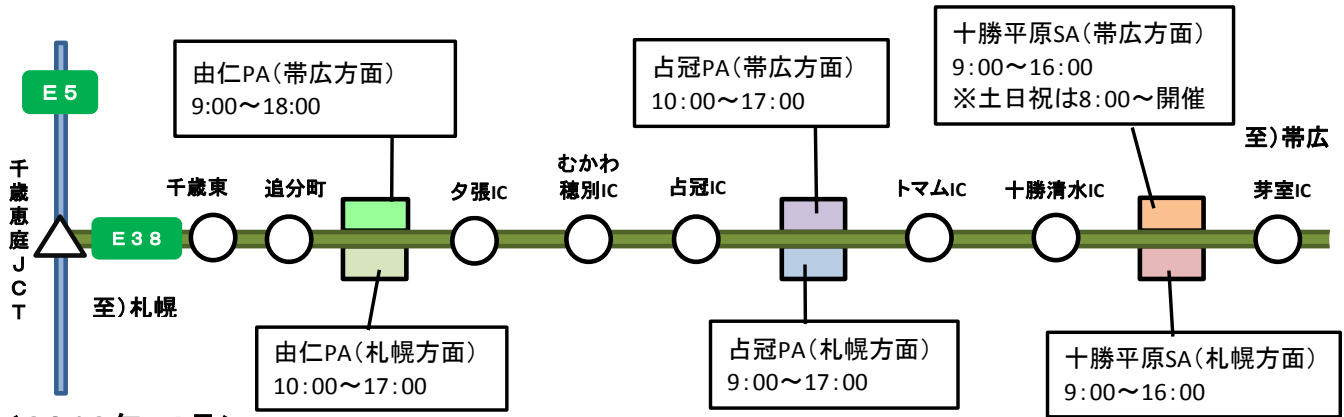 E5
千歳恵庭JCT
E38
至)札幌
千歳東
追分町
由仁PA(帯広方面)
9:00～18:00
由仁PA(札幌方面)
10:00～17:00
夕張IC
むかわ
穂別IC
占冠IC
占冠PA(帯広方面)
10:00～17:00
占冠PA(札幌方面)
9:00～17:00
トマムIC
十勝清水IC
十勝平原SA(帯広方面)
9:00～16:00
※土日祝は8:00～開催
十勝平原SA(札幌方面)
9:00～16:00
至)帯広
芽室IC